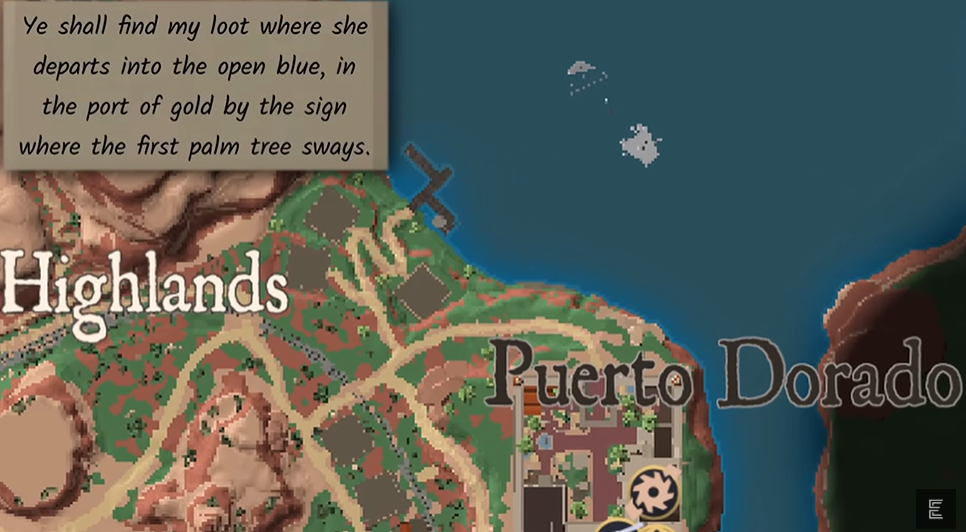 Ye shall find my loot where she
departs into the open blue, in
the port of gold by the sign
where the first palm tree sways.
Highlands
Puerto Dorado